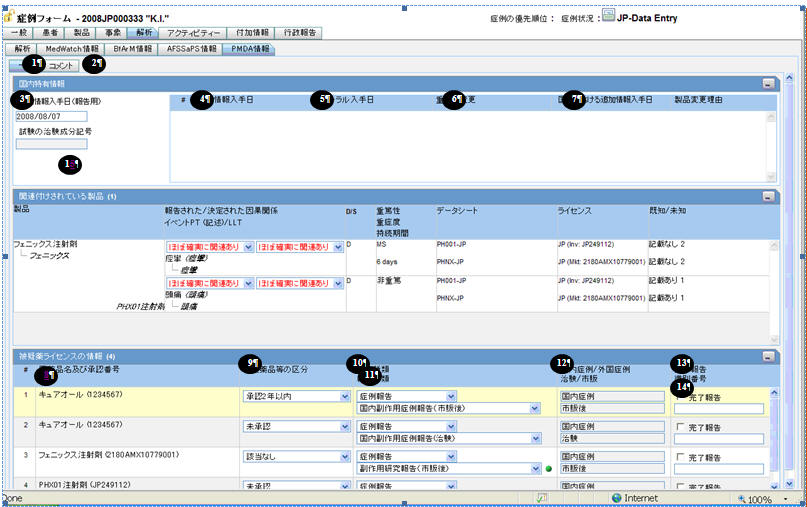 症例フォーム - 2008JP000333 "K.I."
症例の優先順位： 症例状況： JP-Data Entry
一般 患者 製品 事象 解析 アクティビティー 付加情報 行政報告
解析 MedWatch情報 BfArM情報 AFSSaPS情報 PMDA情報
1¶ コメント 2¶
国内特有情報
3¶ 情報入手日(報告用)
# 4¶ 情報入手日 5¶ ラル入手日 重 6¶ 変更 7¶ ける追加情報入手日 製品変更理由
2008/08/07
試験の治験成分記号
関連付けされている製品 (1)
製品 報告された/決定された因果関係 D/S 重篤性 データシート ライセンス 既知/未知
イベントPT (記述)/LLT 重症度
持続期間
フェニックス注射剤 ほぼ確実に関連あり ほぼ確実に関連あり D MS PH001-JP JP (Inv: JP249112) 記載なし 2
フェニックス 痙攣 (痙攣) 6 days PHNX-JP JP (Mkt: 2180AMX10779001) 記載なし 2
痙攣
ほぼ確実に関連あり ほぼ確実に関連あり D 非重篤 PH001-JP JP (Inv: JP249112) 記載あり 1
頭痛 (頭痛) PHNX-JP JP (Mkt: 2180AMX10779001) 記載あり 1
PHX01注射剤 頭痛
被疑薬ライセンスの情報 (4)
# 品名及び承認番号 9¶ 薬品等の区分 10¶ 類 12¶ 内症例/外国症例 13¶ 報告
11¶ 類 治験/市販 14¶ 番号
1 キュアオール (1234567) 承認2年以内 症例報告 国内症例 完了報告
国内副作用症例報告(市販後) 市販後
2 キュアオール (1234567) 未承認 症例報告 国内症例 完了報告
国内副作用症例報告(治験) 治験
3 フェニックス注射剤 (2180AMX10779001) 該当なし 症例報告 国内症例 完了報告
副作用研究報告(市販後) 市販後
4 PHX01注射剤 (JP249112) 未承認 症例報告 国内症例 完了報告
Done Internet 100%